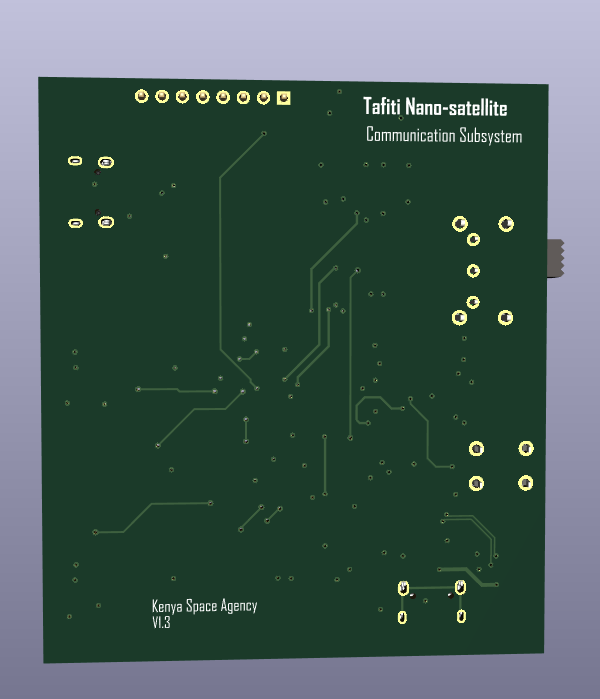 Tafiti Nano-satellite
Communication Subsystem
Kenya Space Agency
V1.3